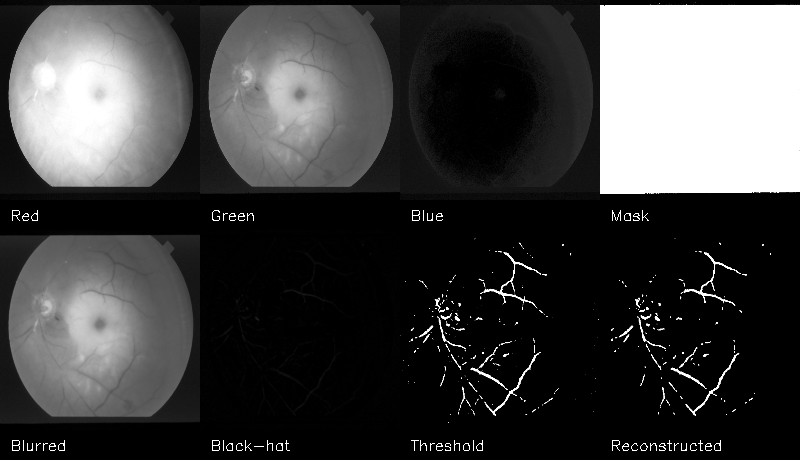 Red
Green
Blue
Mask
Blurred
Black-hat
Threshold
Reconstructed